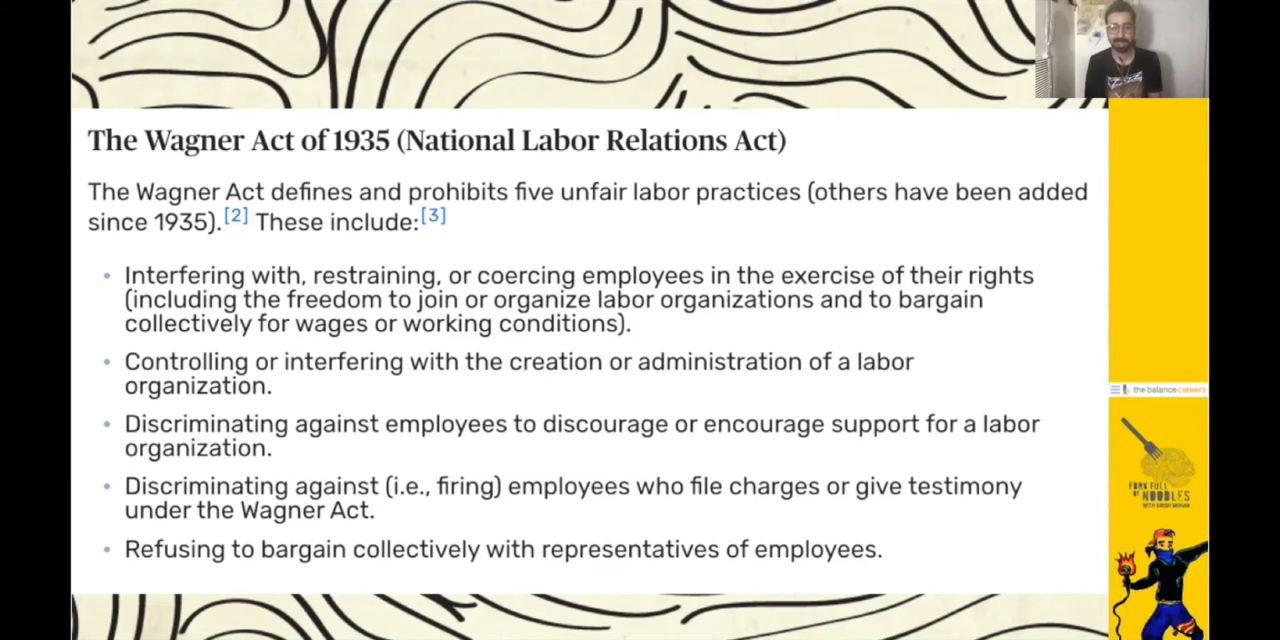 The Wagner Act of 1935 (National Labor Relations Act)
The Wagner Act defines and prohibits five unfair labor practices (others have been added
since 1935).[2] These include:[3]
• Interfering with, restraining, or coercing employees in the exercise of their rights
(including the freedom to join or organize labor organizations and to bargain
collectively for wages or working conditions).
• Controlling or interfering with the creation or administration of a labor
organization.
• Discriminating against employees to discourage or encourage support for a labor
organization.
• Discriminating against (i.e., firing) employees who file charges or give testimony
under the Wagner Act.
• Refusing to bargain collectively with representatives of employees.
the balancecareers
FORK FULL
OF NOODLES